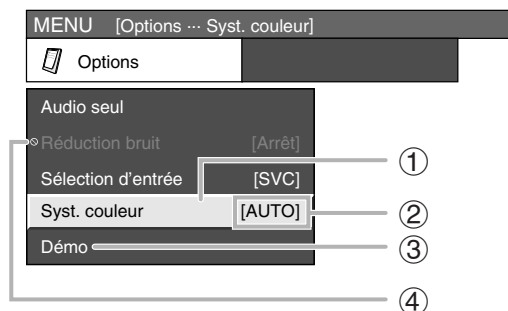 MENU [Options ··· Syst. couleur]
Options
Audio seul
Réduction bruit [Arrêt]
Sélection d'entrée [SVC]
Syst. couleur [AUTO]
Démo
①
②
③
④